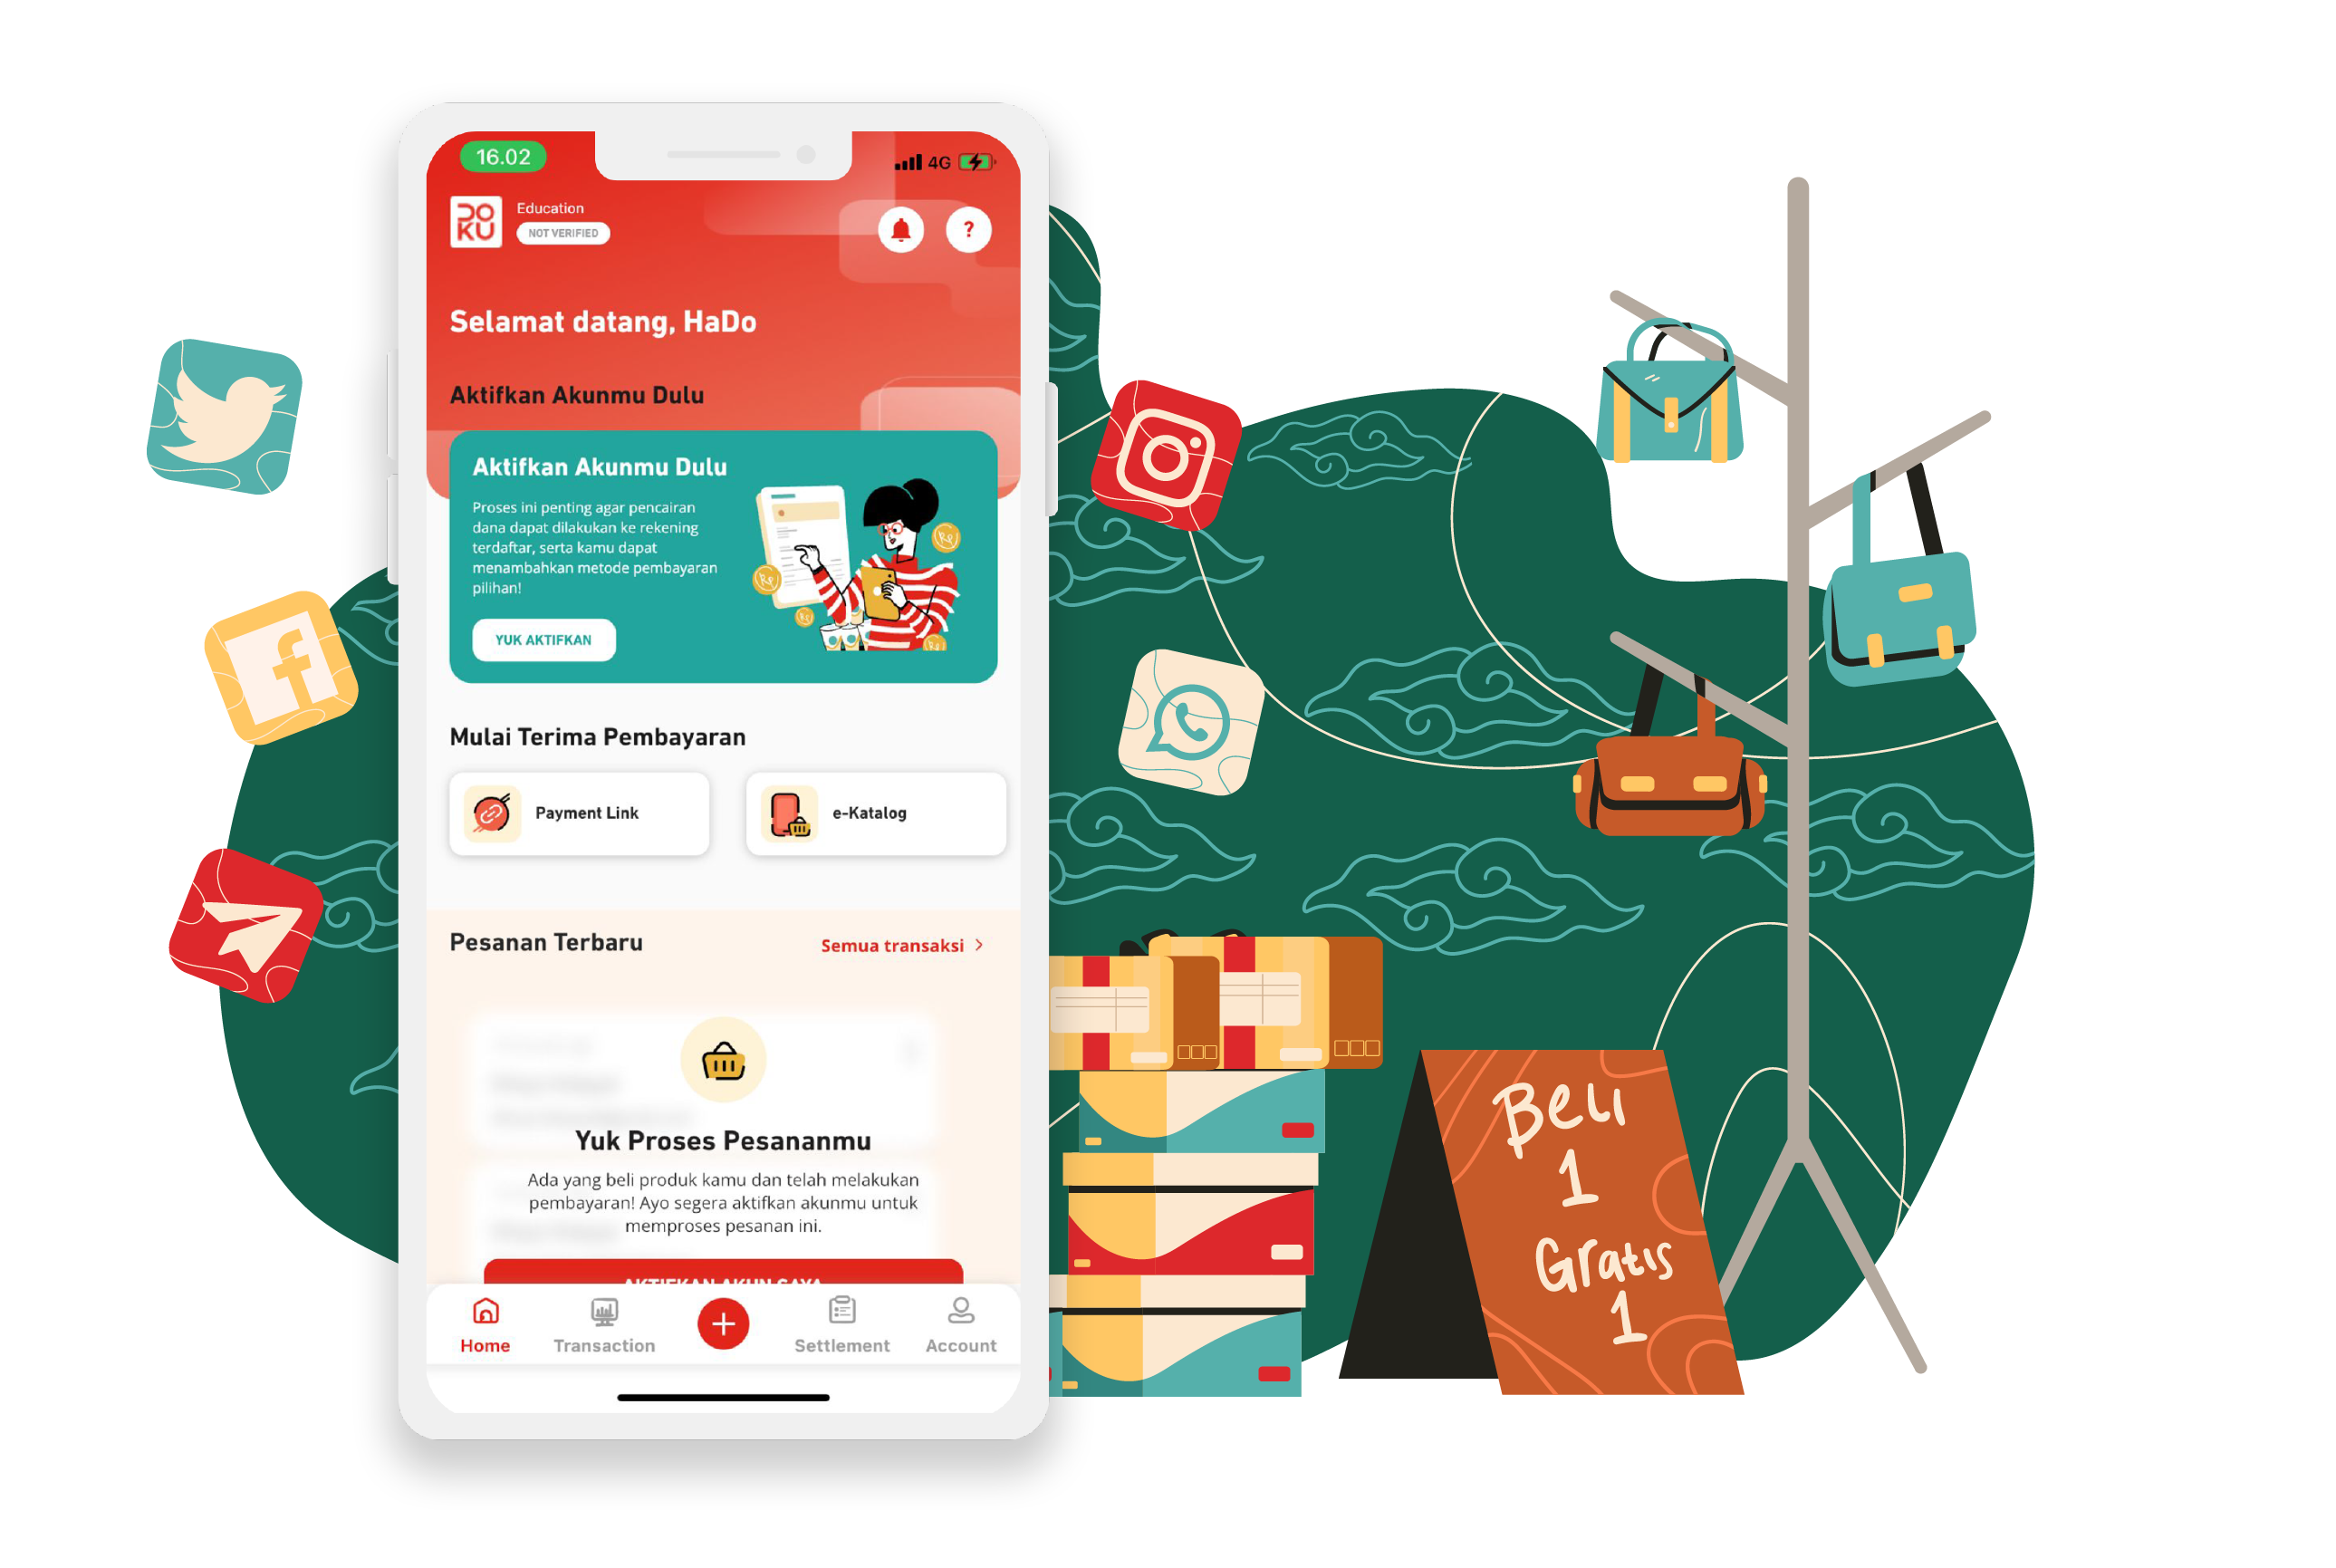 16.02
4G
DOKU
Education
NOT VERIFIED
?
Selamat datang, HaDo
Aktifkan Akunmu Dulu
Aktifkan Akunmu Dulu
Proses ini penting agar pencairan
dana dapat dilakukan ke rekening
terdaftar, serta kamu dapat
menambahkan metode pembayaran
pilihan!
YUK AKTIFKAN
Mulai Terima Pembayaran
Payment Link
e-Katalog
Pesanan Terbaru
Semua transaksi >
Yuk Proses Pesananmu
Ada yang beli produk kamu dan telah melakukan
pembayaran! Ayo segera aktifkan akunmu untuk
memproses pesanan ini.
AKTIFKAN AKUN SAYA
Home
Transaction
Settlement
Account
Beli
1
Gratis
1